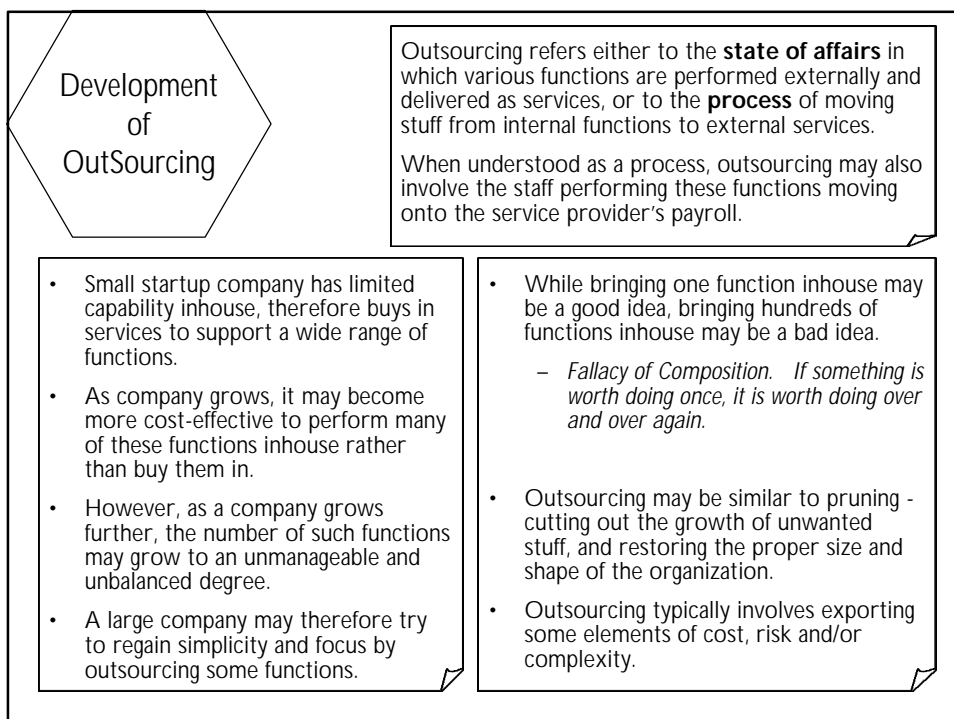 Development
of
OutSourcing
Outsourcing refers either to the state of affairs in
which various functions are performed externally and
delivered as services, or to the process of moving
stuff from internal functions to external services.
When understood as a process, outsourcing may also
involve the staff performing these functions moving
onto the service provider's payroll.
• Small startup company has limited
capability inhouse, therefore buys in
services to support a wide range of
functions.
• As company grows, it may become
more cost-effective to perform many
of these functions inhouse rather
than buy them in.
• However, as a company grows
further, the number of such functions
may grow to an unmanageable and
unbalanced degree.
• A large company may therefore try
to regain simplicity and focus by
outsourcing some functions.
• While bringing one function inhouse may
be a good idea, bringing hundreds of
functions inhouse may be a bad idea.
– Fallacy of Composition. If something is
worth doing once, it is worth doing over
and over again.
• Outsourcing may be similar to pruning -
cutting out the growth of unwanted
stuff, and restoring the proper size and
shape of the organization.
• Outsourcing typically involves exporting
some elements of cost, risk and/or
complexity.